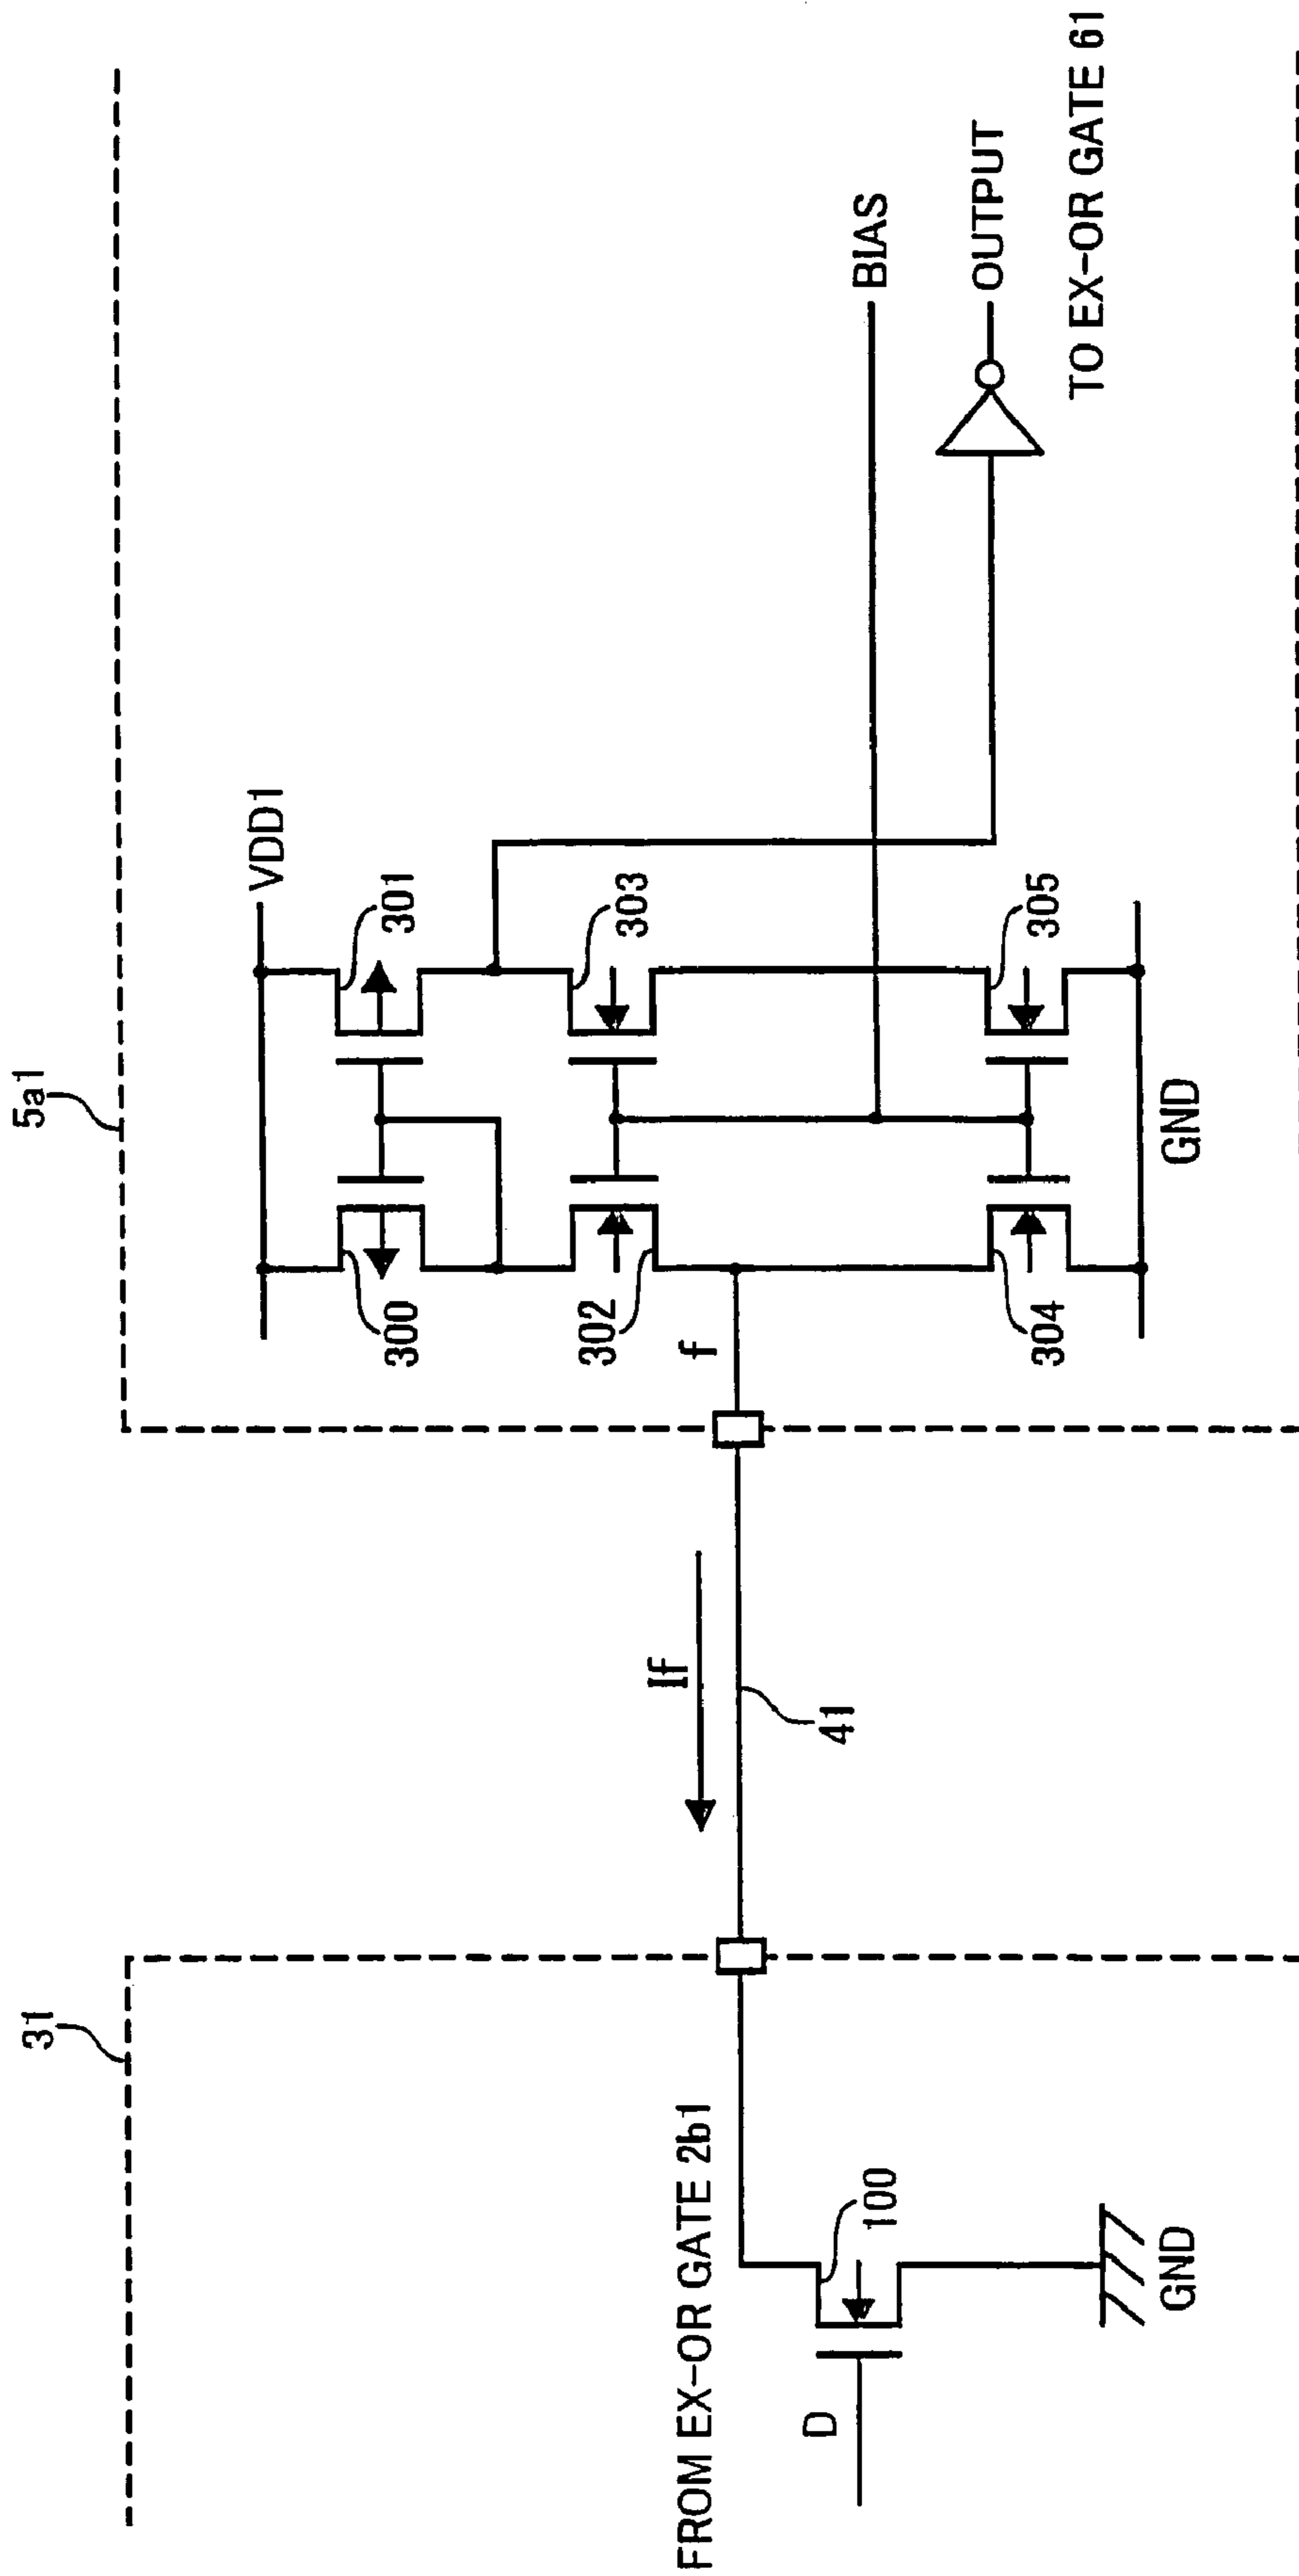 31
5a1
VDD1
300
301
302
303
f
304
305
GND
BIAS
OUTPUT
TO EX-OR GATE 61
If
41
FROM EX-OR GATE 2b1
D
100
GND